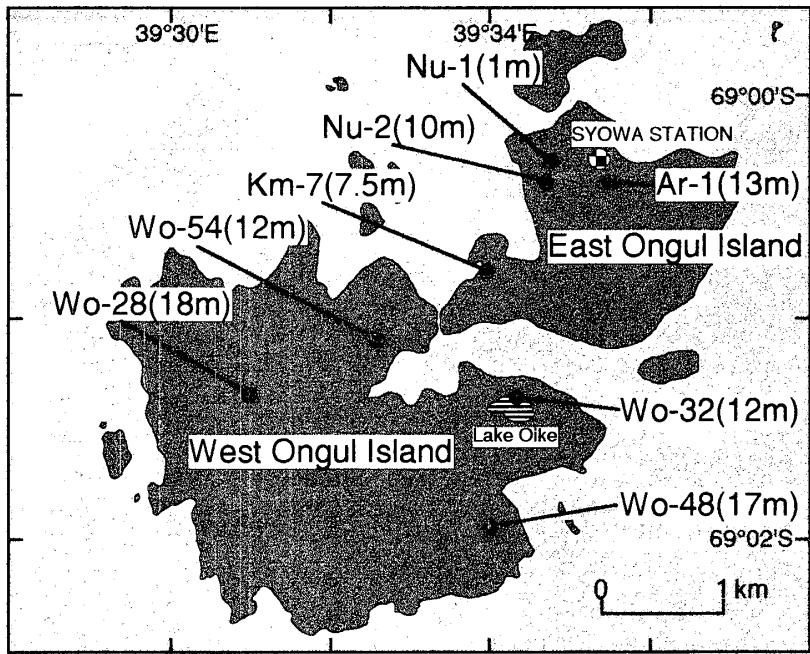 39°30'E
39°34'E
Nu-1(1m)
69°00'S
Nu-2(10m)
SYOWA STATION
Km-7(7.5m)
Ar-1(13m)
Wo-54(12m)
East Ongul Island
Wo-28(18m)
Wo-32(12m)
Lake Oike
West Ongul Island
Wo-48(17m)
69°02'S
0 1 km